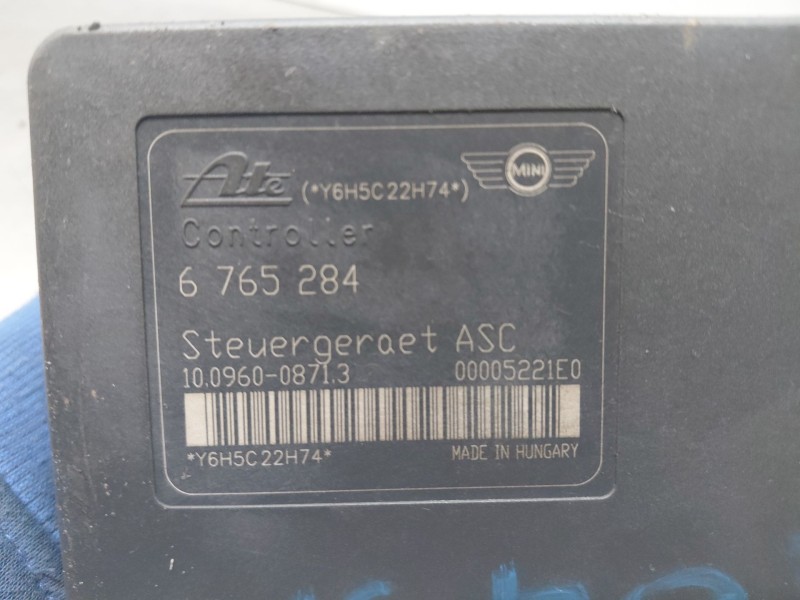 Ate (*Y6H5C22H74*) MINI
Controller
6 765 284
Steuergeraet ASC
10.0960-0871.3 00005221E0
*Y6H5C22H74* MADE IN HUNGARY